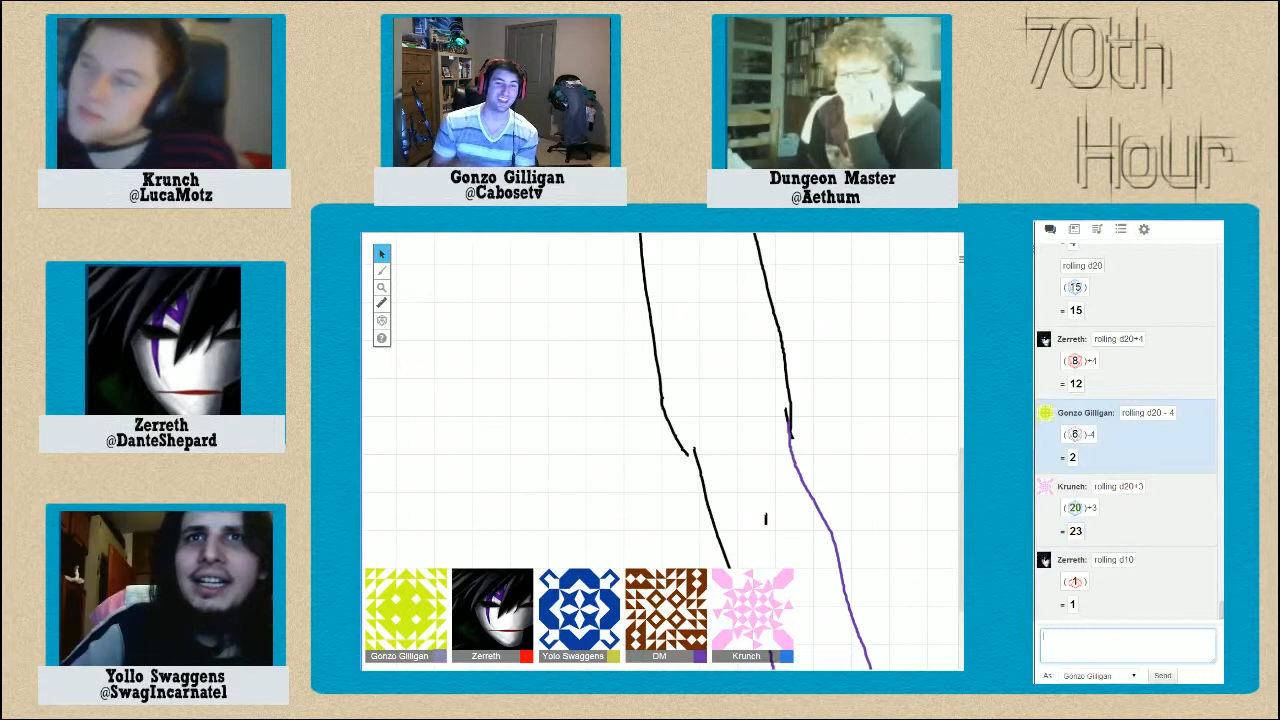 70th
Hour
Krunch
@LucaMotz
Gonzo Gilligan
@Cabosetv
Dungeon Master
@Aethum
Zerreth
@DanteShepard
Yollo Swaggens
@SwagIncarnate1
Gonzo Gilligan
Zerreth
Yolo Swaggens
DM
Krunch
rolling d20
(15)
= 15
Zerreth: rolling d20+4
(8)+4
= 12
Gonzo Gilligan: rolling d20 - 4
(6)-4
= 2
Krunch: rolling d20+3
(20)+3
= 23
Zerreth: rolling d10
(1)
= 1
As: Gonzo Gilligan Send